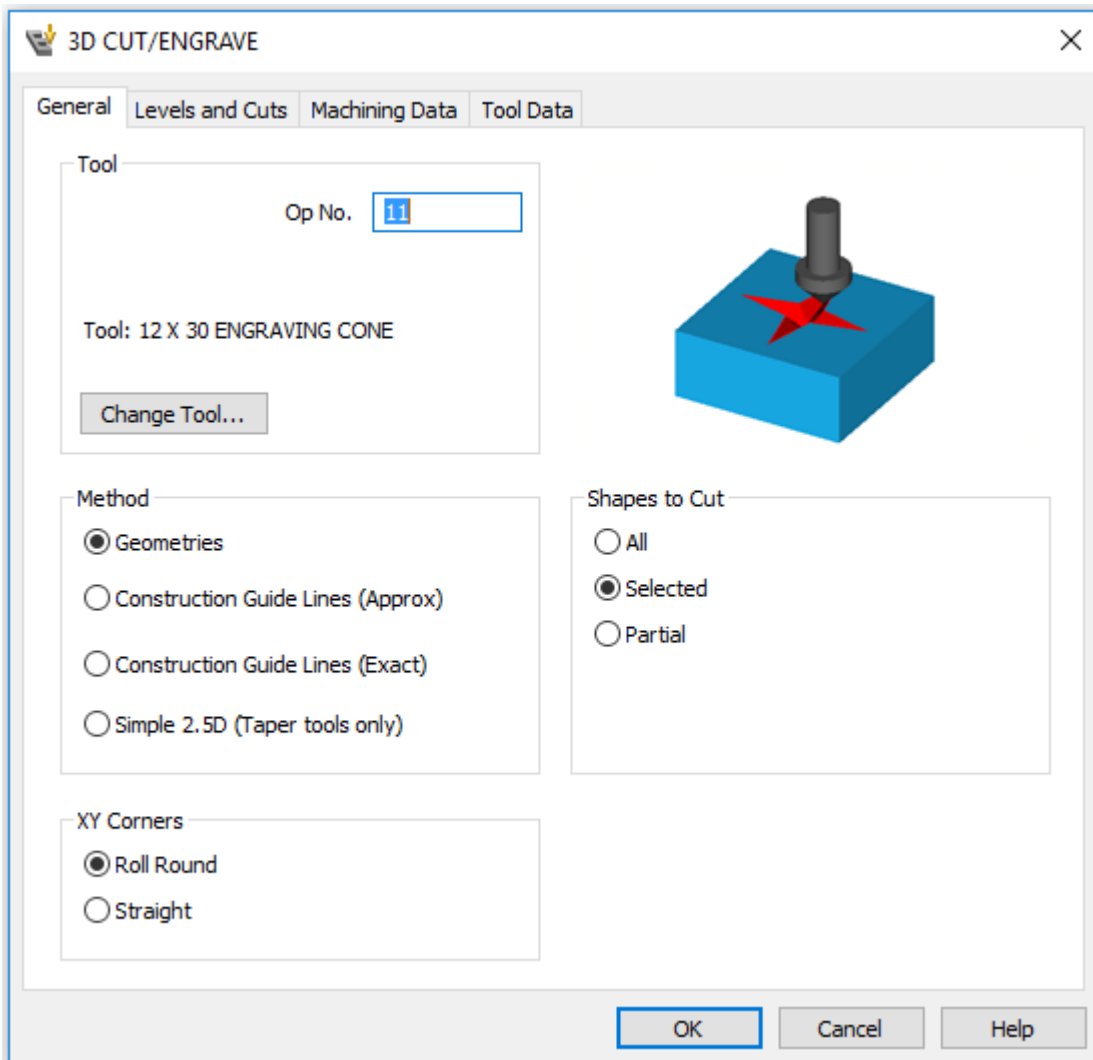 3D CUT/ENGRAVE
General
Levels and Cuts
Machining Data
Tool Data
Tool
Op No.
11
Tool: 12 X 30 ENGRAVING CONE
Change Tool...
Method
Geometries
Construction Guide Lines (Approx)
Construction Guide Lines (Exact)
Simple 2.5D (Taper tools only)
Shapes to Cut
All
Selected
Partial
XY Corners
Roll Round
Straight
OK
Cancel
Help